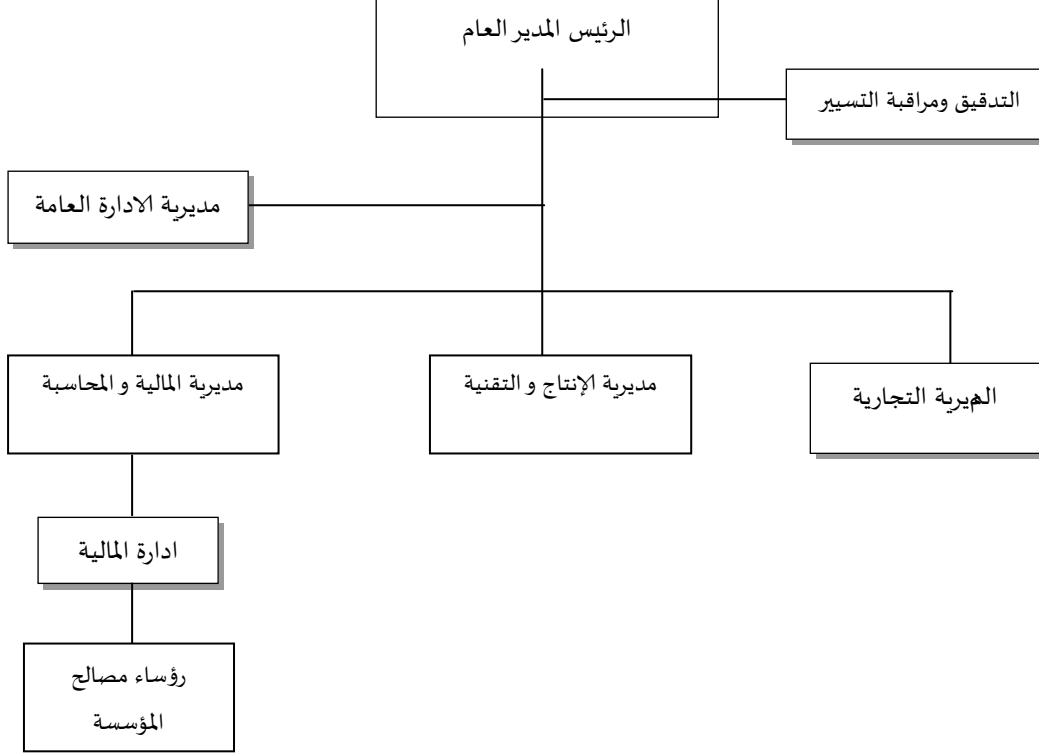 الرئيس المدير العام
التدقيق ومراقبة التسيير
مديرية الادارة العامة
المديرية التجارية
مديرية الإنتاج و التقنية
مديرية المالية و المحاسبة
ادارة المالية
رؤساء مصالح
المؤسسة